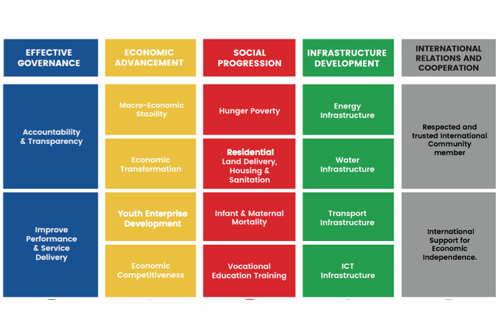 EFFECTIVE
GOVERNANCE
ECONOMIC
ADVANCEMENT
SOCIAL
PROGRESSION
INFRASTRUCTURE
DEVELOPMENT
INTERNATIONAL
RELATIONS AND
COOPERATION
Accountability
& Transparency
Improve
Performance
& Service
Delivery
Macro-Economic
Stability
Economic
Transformation
Youth Enterprise
Development
Economic
Competitiveness
Hunger Poverty
Residential
Land Delivery,
Housing &
Sanitation
Infant & Maternal
Mortality
Vocational
Education Training
Energy
Infrastructure
Water
Infrastructure
Transport
Infrastructure
ICT
Infrastructure
Respected and
trusted International
Community
member
International
Support for
Economic
Independence.